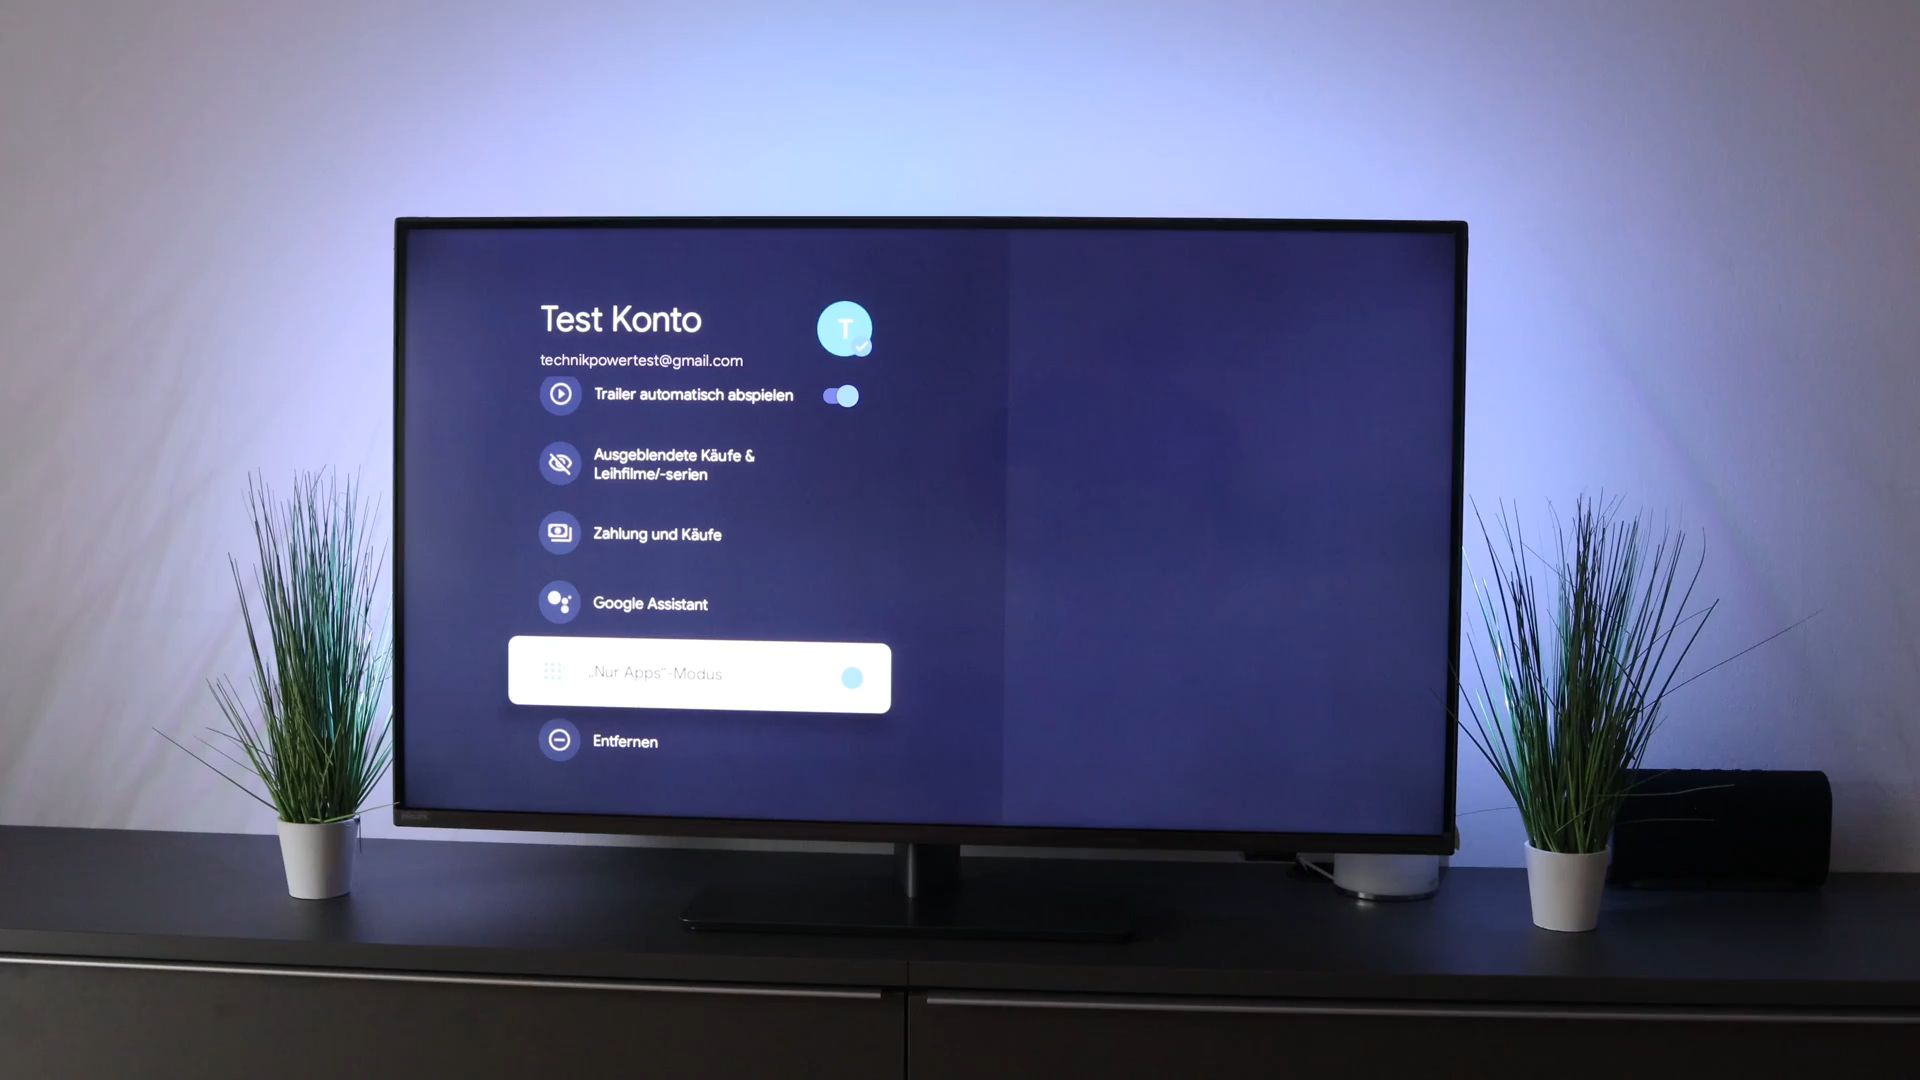 Test Konto
T
technikpowertest@gmail.com
Trailer automatisch abspielen
Ausgeblendete Käufe &
Leihfilme/-serien
Zahlung und Käufe
Google Assistant
„Nur Apps“-Modus
Entfernen